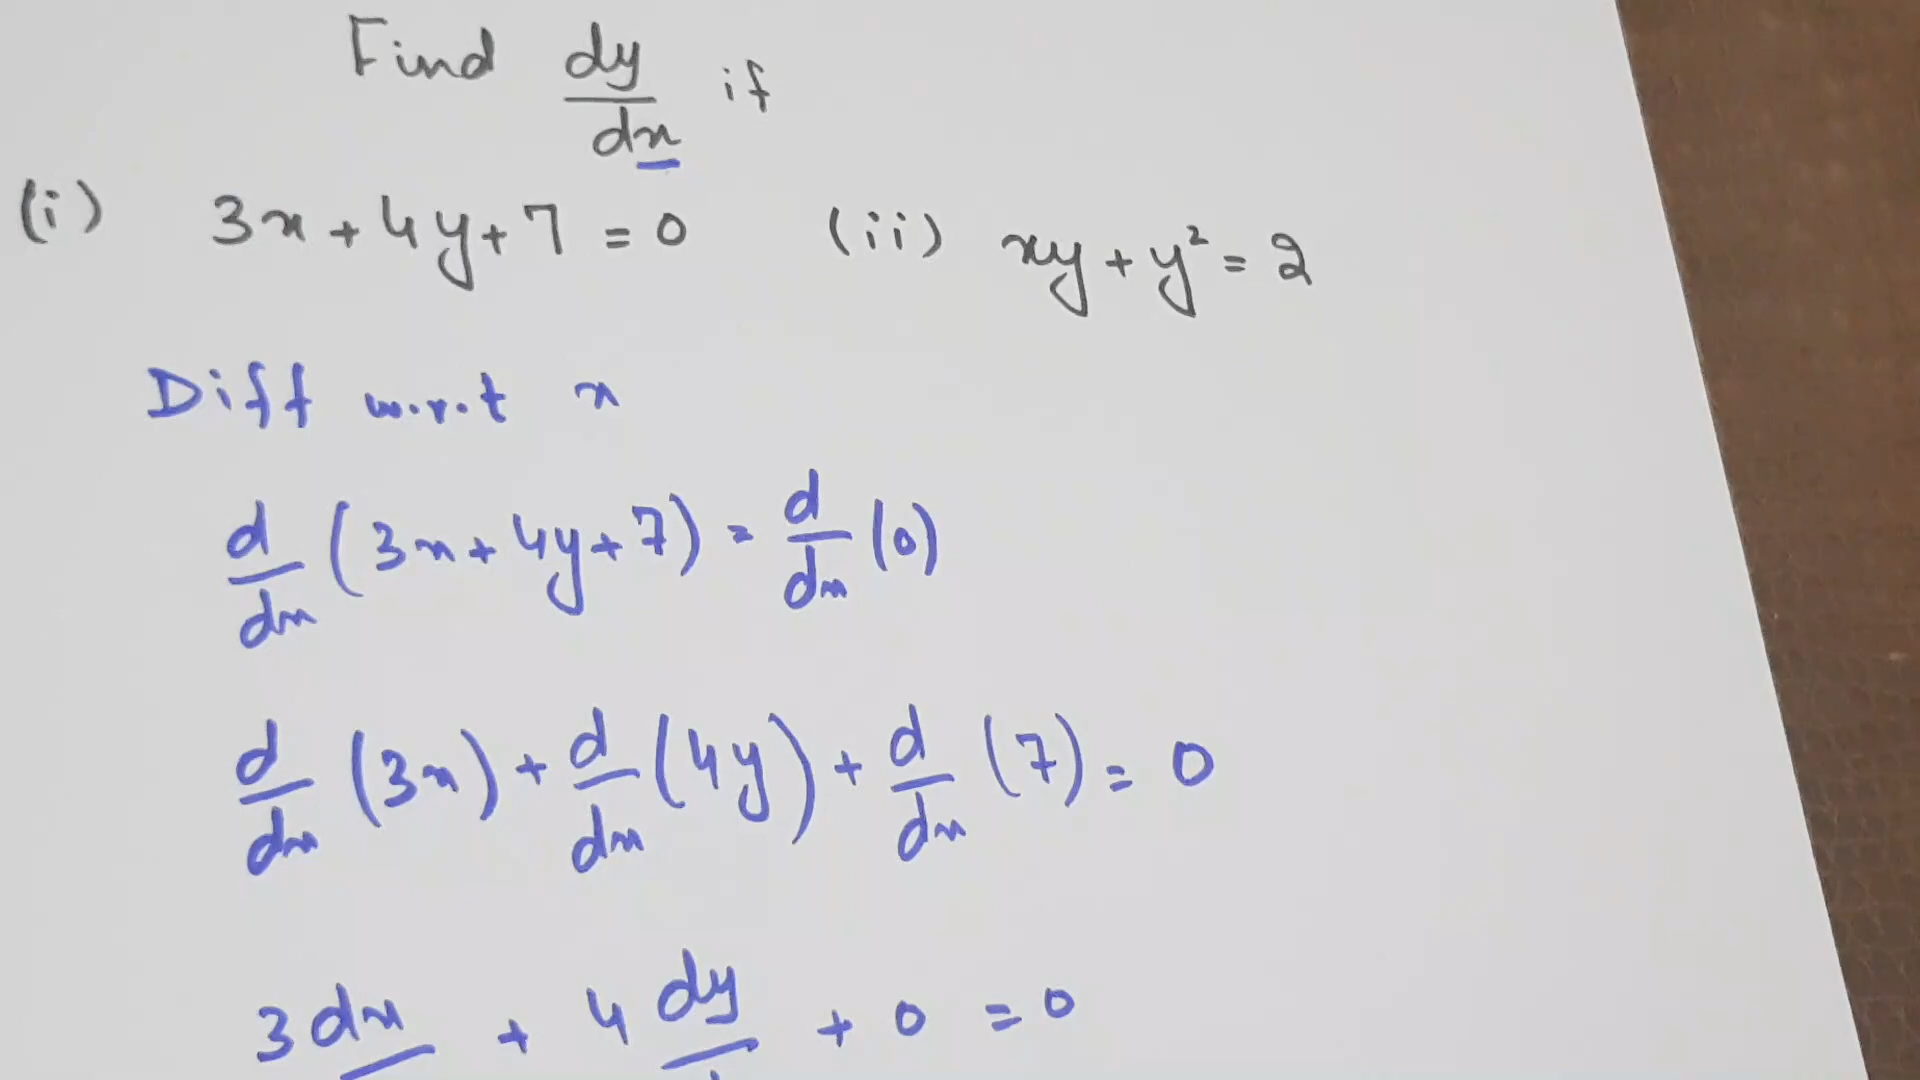 Find dy/dx if
(i) 3x + 4y + 7 = 0 (ii) xy + y² = 2
Diff w.r.t x
d/dx (3x + 4y + 7) = d/dx (0)
d/dx (3x) + d/dx (4y) + d/dx (7) = 0
3 dx + 4 dy + 0 = 0